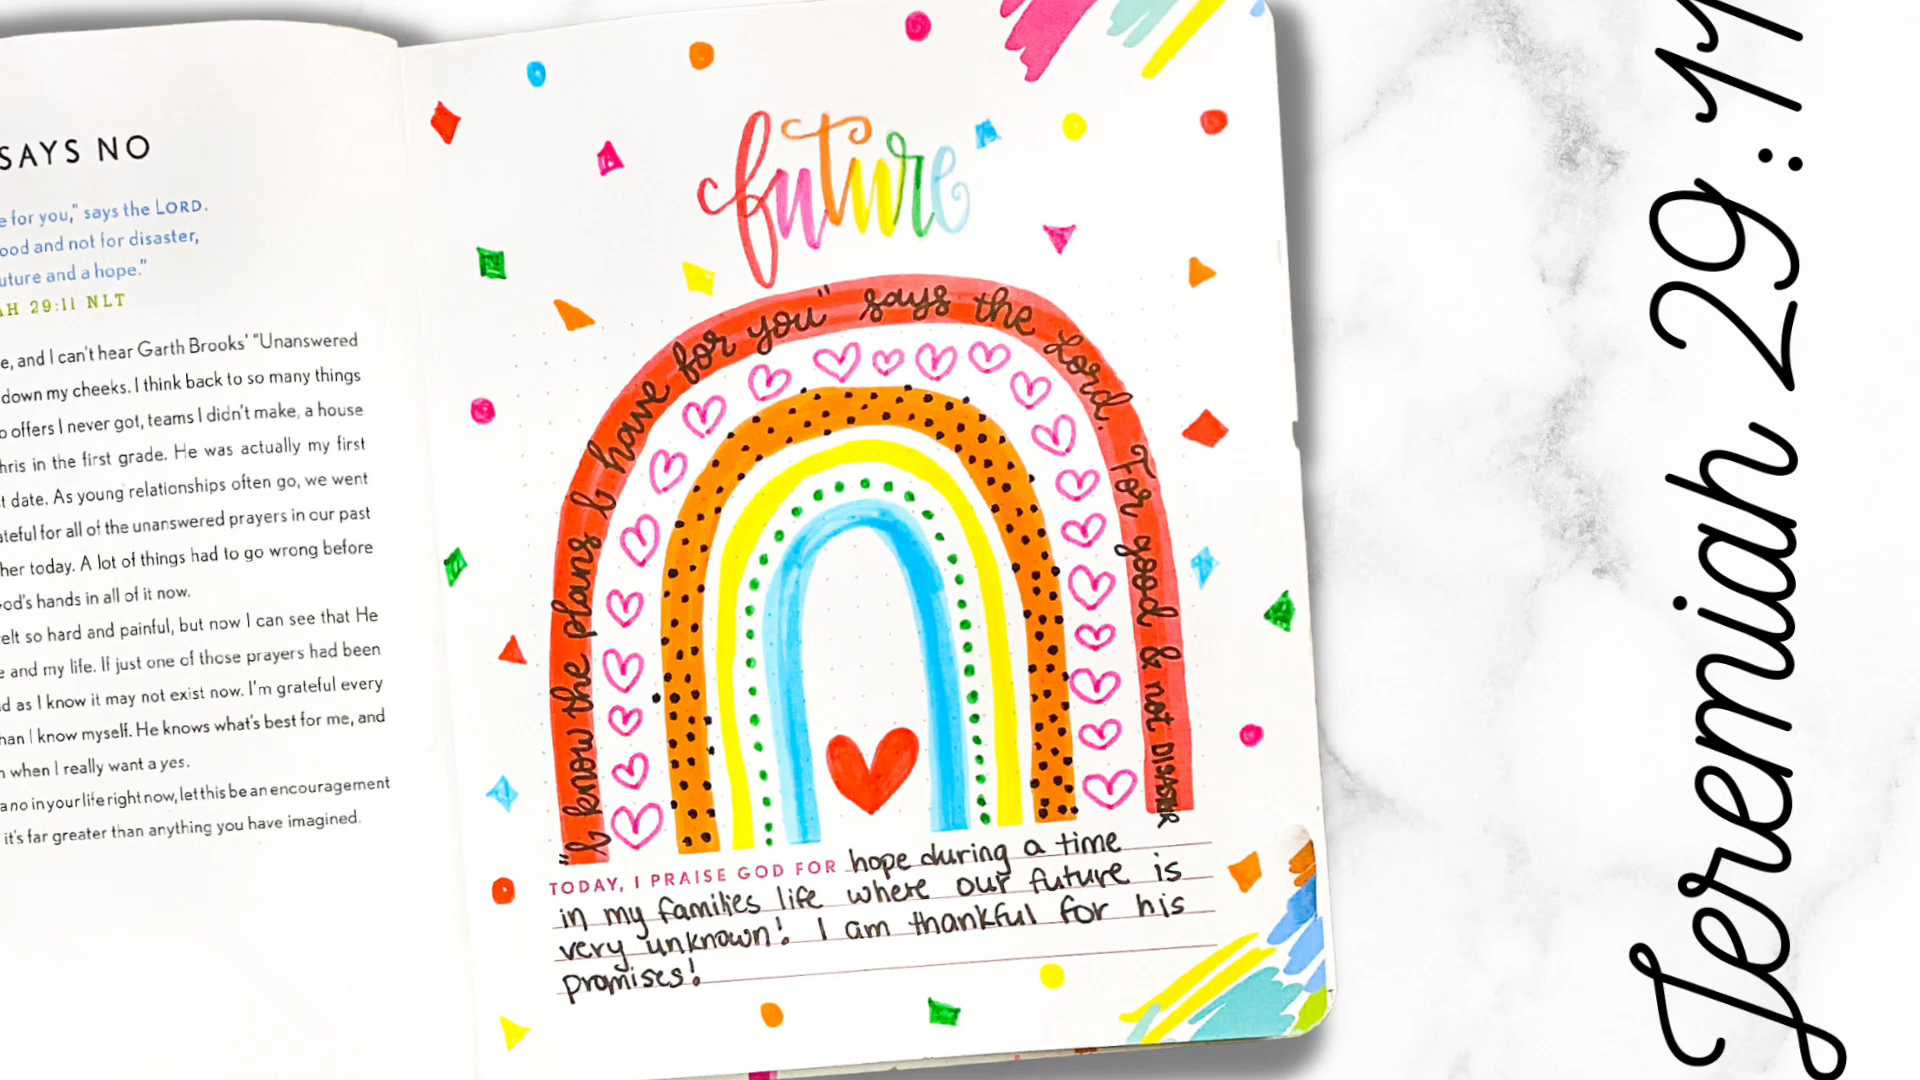 SAYS NO
e for you," says the LORD.
ood and not for disaster,
uture and a hope."
AH 29:11 NLT
e, and I can't hear Garth Brooks' "Unanswered
down my cheeks. I think back to so many things
o offers I never got, teams I didn't make, a house
hris in the first grade. He was actually my first
t date. As young relationships often go, we went
ateful for all of the unanswered prayers in our past
her today. A lot of things had to go wrong before
od's hands in all of it now.
elt so hard and painful, but now I can see that He
e and my life. If just one of those prayers had been
d as I know it may not exist now. I'm grateful every
han I know myself. He knows what's best for me, and
n when I really want a yes.
a no in your life right now, let this be an encouragement
it's far greater than anything you have imagined.
future
"I know the plans I have for you" says the Lord. For good & not DISASTER
TODAY, I PRAISE GOD FOR hope during a time
in my families life where our future is
very unknown! I am thankful for his
promises!
Jeremiah 29:11